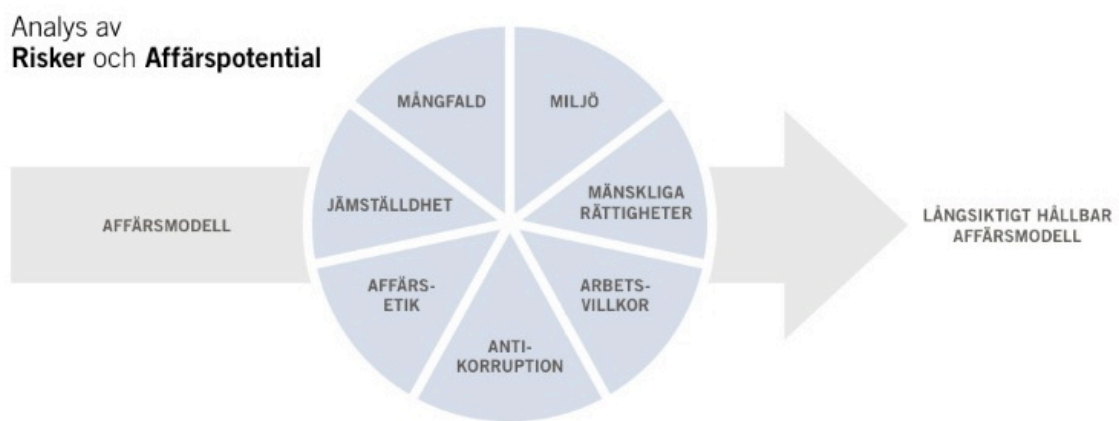 Analys av
Risker och Affärspotential
MÅNGFALD
MILJÖ
JÄMSTÄLLDHET
MÄNSKLIGA
RÄTTIGHETER
AFFÄRSMODELL
LÅNGSIKTIGT HÅLLBAR
AFFÄRSMODELL
AFFÄRS-
ETIK
ARBETS-
VILLKOR
ANTI-
KORRUPTION